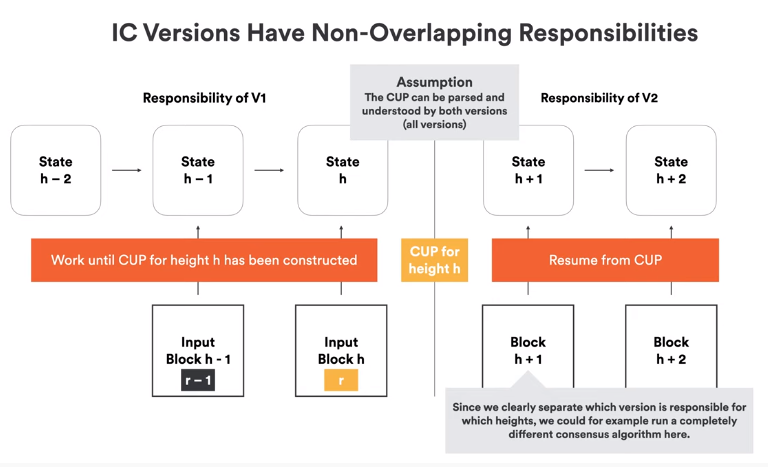 IC Versions Have Non-Overlapping Responsibilities
Responsibility of V1
Assumption
The CUP can be parsed and
understood by both versions
(all versions)
Responsibility of V2
State
h – 2
State
h – 1
State
h
State
h + 1
State
h + 2
Work until CUP for height h has been constructed
CUP for
height h
Resume from CUP
Input
Block h - 1
r – 1
Input
Block h
r
Block
h + 1
Block
h + 2
Since we clearly separate which version is responsible for
which heights, we could for example run a completely
different consensus algorithm here.